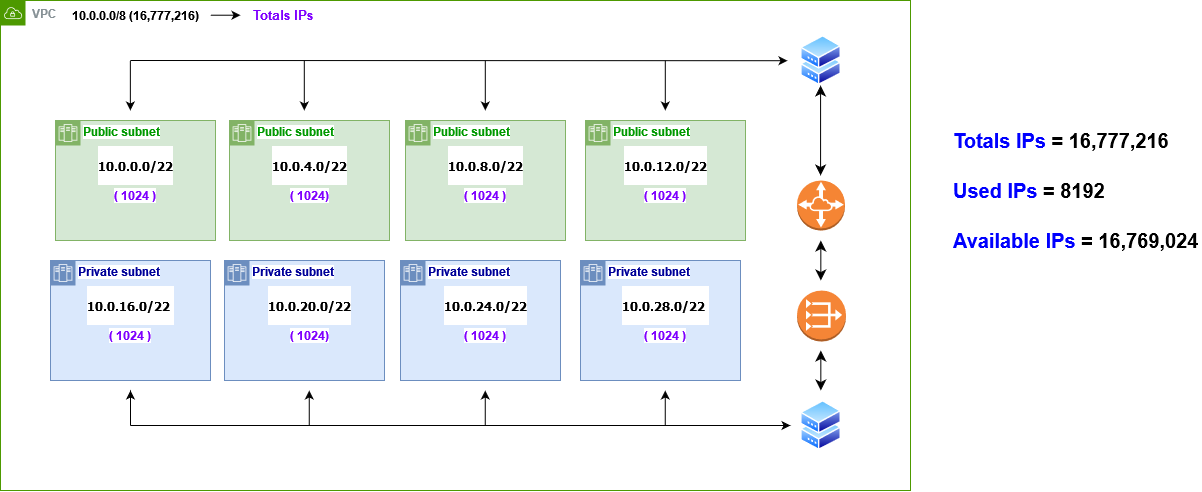 VPC 10.0.0.0/8 (16,777,216) Totals IPs
Public subnet Public subnet Public subnet Public subnet
10.0.0.0/22 10.0.4.0/22 10.0.8.0/22 10.0.12.0/22
( 1024 ) ( 1024) ( 1024 ) ( 1024 )
Private subnet Private subnet Private subnet Private subnet
10.0.16.0/22 10.0.20.0/22 10.0.24.0/22 10.0.28.0/22
( 1024 ) ( 1024) ( 1024 ) ( 1024 )
Totals IPs = 16,777,216
Used IPs = 8192
Available IPs = 16,769,024